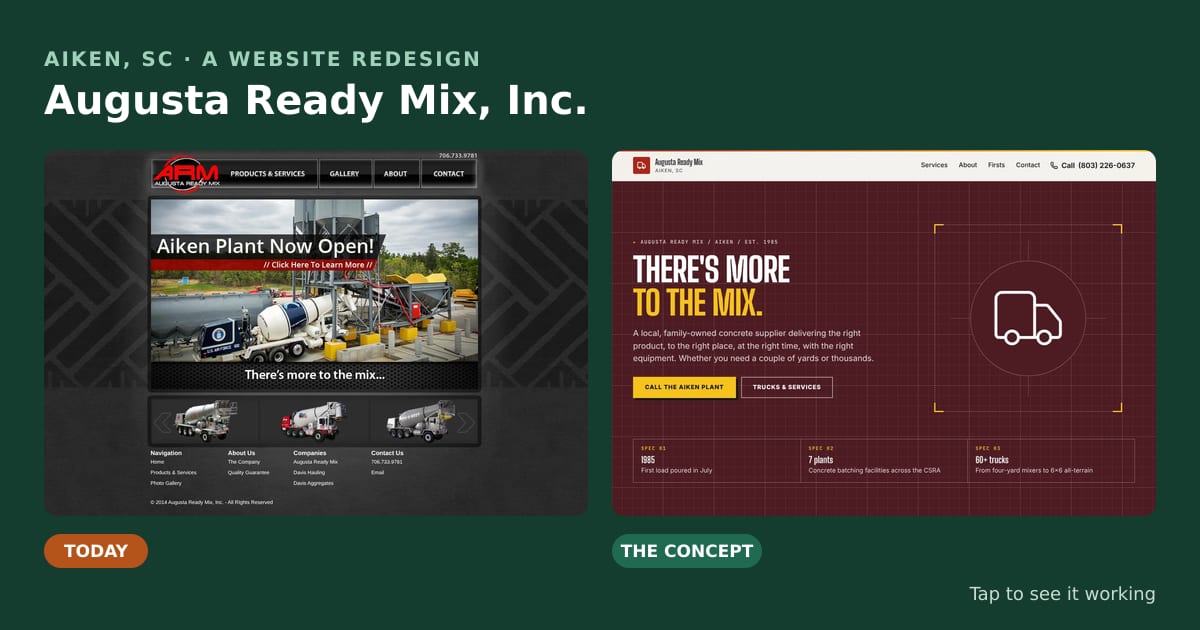 AIKEN, SC · A WEBSITE REDESIGN
Augusta Ready Mix, Inc.
706.733.9781
ARM
AUGUSTA READY MIX
PRODUCTS & SERVICES
GALLERY
ABOUT
CONTACT
Aiken Plant Now Open!
// Click Here To Learn More //
U.S. AIR FORCE
There's more to the mix...
Navigation
Home
Products & Services
Photo Gallery
About Us
The Company
Quality Guarantee
Companies
Augusta Ready Mix
Davis Hauling
Davis Aggregates
Contact Us
706.733.9781
Email
© 2014 Augusta Ready Mix, Inc. - All Rights Reserved
TODAY
Augusta Ready Mix
AIKEN, SC
Services
About
Firsts
Contact
Call (803) 226-0637
AUGUSTA READY MIX / AIKEN / EST. 1985
THERE'S MORE
TO THE MIX.
A local, family-owned concrete supplier delivering the right
product, to the right place, at the right time, with the right
equipment. Whether you need a couple of yards or thousands.
CALL THE AIKEN PLANT
TRUCKS & SERVICES
SPEC 01
1985
First load poured in July
SPEC 02
7 plants
Concrete batching facilities across the CSRA
SPEC 03
60+ trucks
From four-yard mixers to 6×6 all-terrain
THE CONCEPT
Tap to see it working